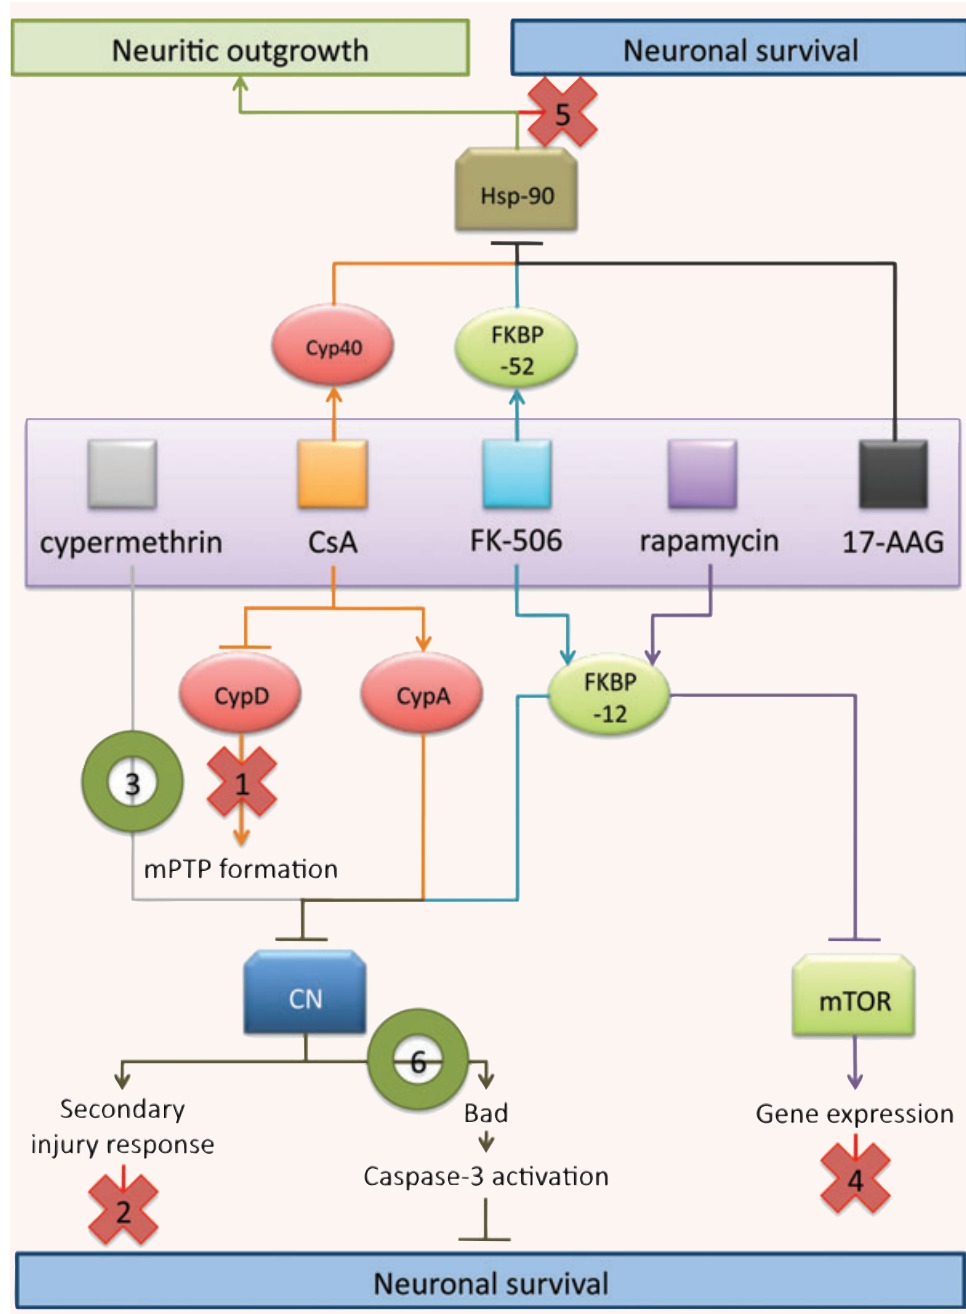 Neuritic outgrowth
Neuronal survival
5
Hsp-90
Cyp40
FKBP
-52
cypermethrin
CsA
FK-506
rapamycin
17-AAG
CypD
CypA
FKBP
-12
3
1
mPTP formation
CN
mTOR
6
Secondary
injury response
Bad
Gene expression
Caspase-3 activation
2
4
Neuronal survival